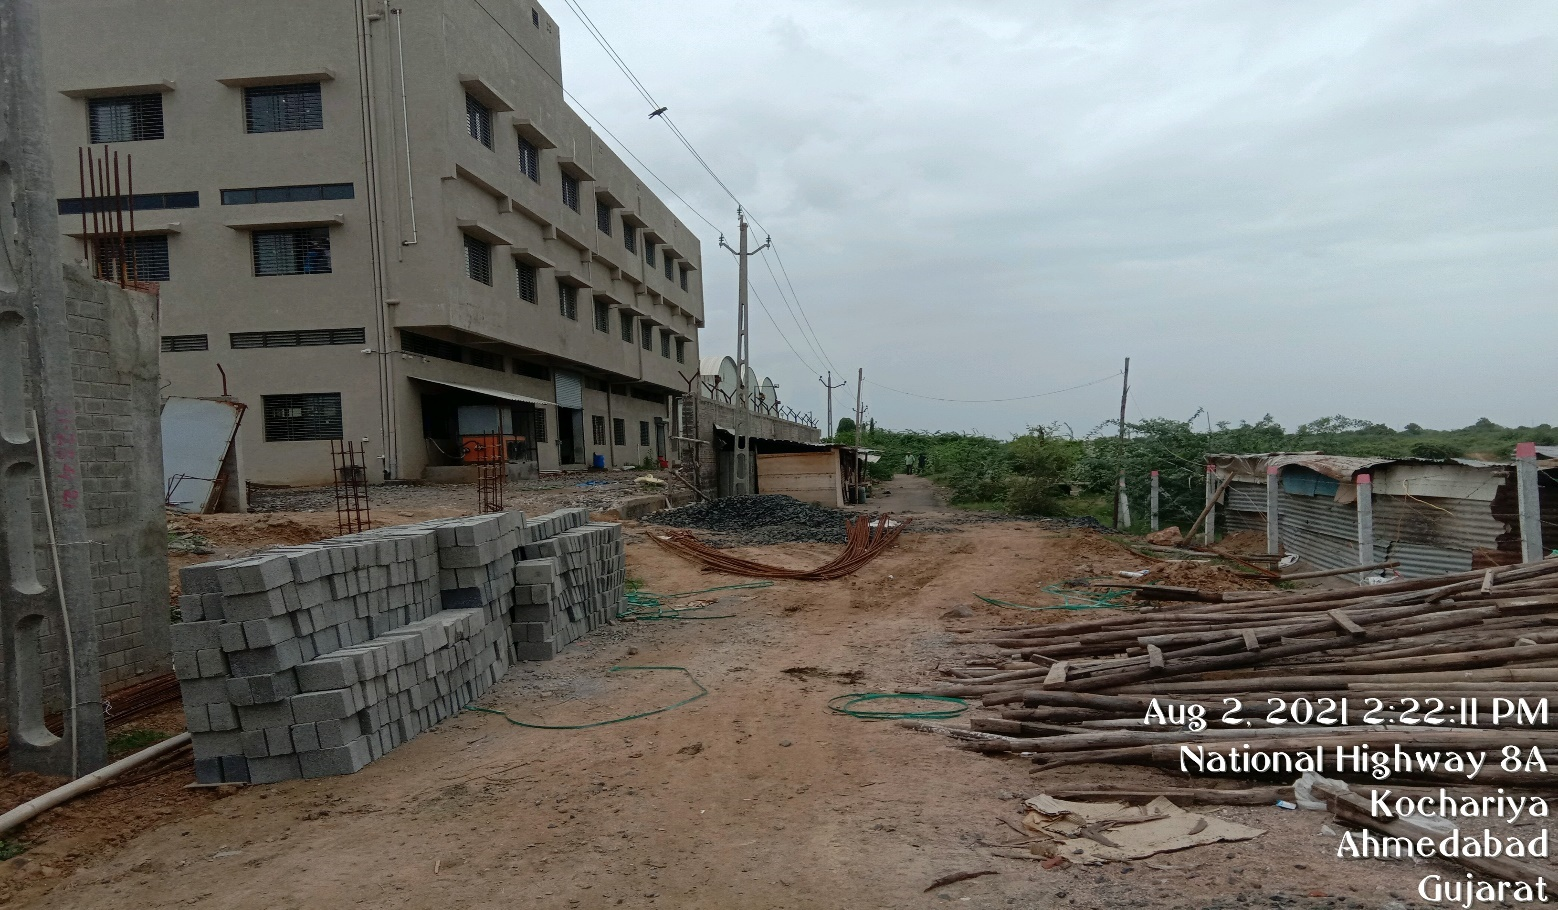 Aug 2, 2021 2:22:11 PM
National Highway 8A
Kochariya
Ahmedabad
Gujarat